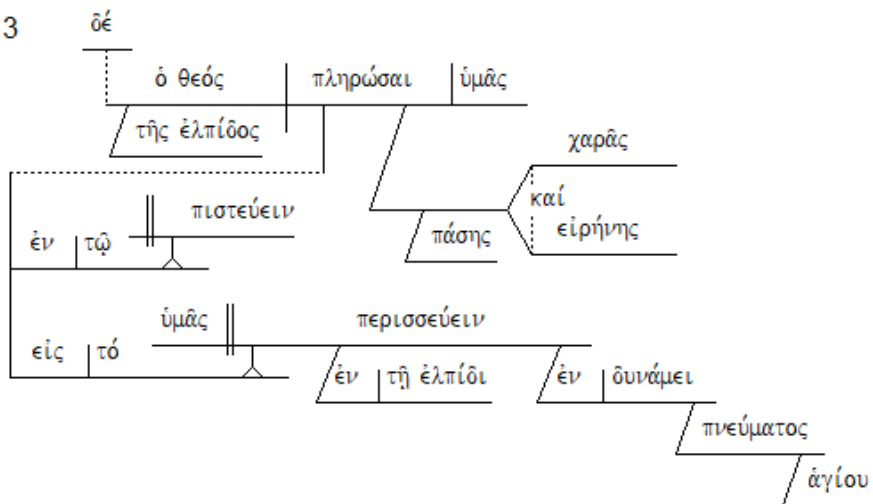 3 δέ
ὁ θεός πληρώσαι ὑμᾶς
τῆς ἐλπίδος
χαρᾶς
καί
πάσης εἰρήνης
πιστεύειν
ἐν τῷ
ὑμᾶς περισσεύειν
εἰς τό
ἐν τῇ ἐλπίδι ἐν δυνάμει
πνεύματος
ἁγίου